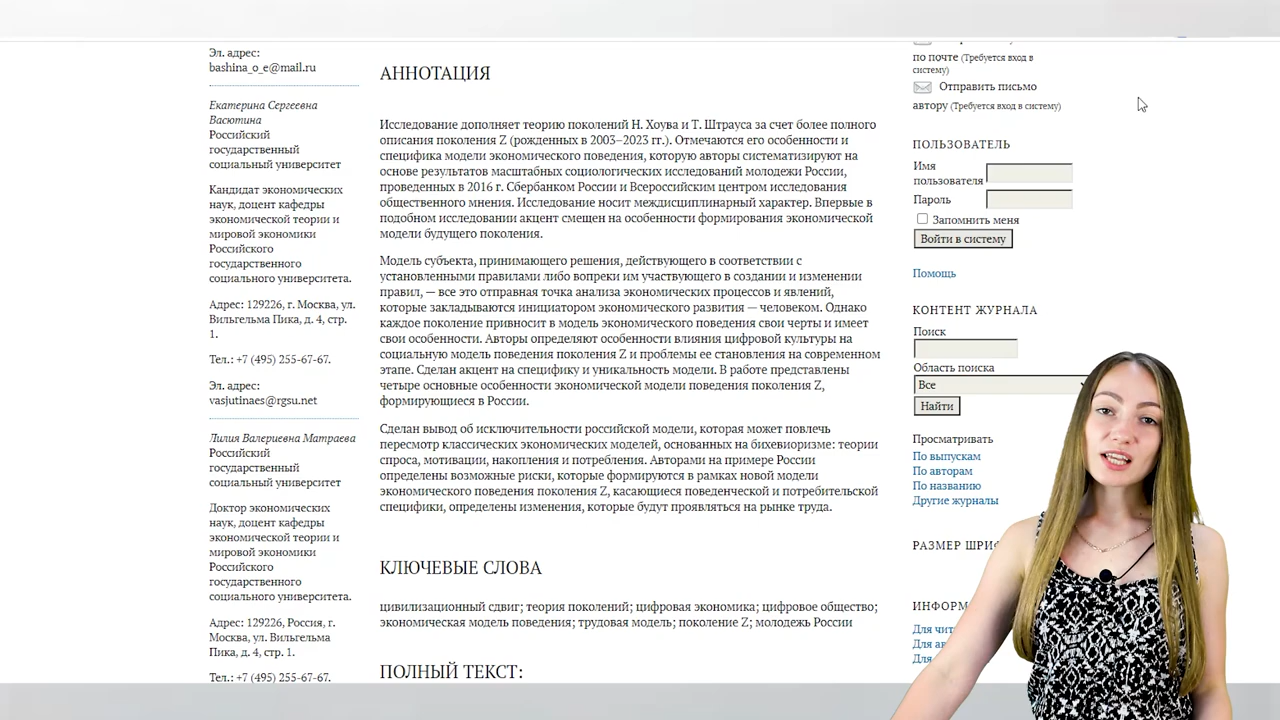 Эл. адрес:
bashina_o_e@mail.ru
Екатерина Сергеевна
Васютина
Российский
государственный
социальный университет
Кандидат экономических
наук, доцент кафедры
экономической теории и
мировой экономики
Российского
государственного
социального университета.
Адрес: 129226, г. Москва, ул.
Вильгельма Пика, д. 4, стр.
1.
Тел.: +7 (495) 255-67-67.
Эл. адрес:
vasjutinaes@rgsu.net
Лилия Валериевна Матраева
Российский
государственный
социальный университет
Доктор экономических
наук, доцент кафедры
экономической теории и
мировой экономики
Российского
государственного
социального университета.
Адрес: 129226, Россия, г.
Москва, ул. Вильгельма
Пика, д. 4, стр. 1.
Тел.: +7 (495) 255-67-67.
АННОТАЦИЯ
Исследование дополняет теорию поколений Н. Хоува и Т. Штрауса за счет более полного
описания поколения Z (рожденных в 2003–2023 гг.). Отмечаются его особенности и
специфика модели экономического поведения, которую авторы систематизируют на
основе результатов масштабных социологических исследований молодежи России,
проведенных в 2016 г. Сбербанком России и Всероссийским центром исследования
общественного мнения. Исследование носит междисциплинарный характер. Впервые в
подобном исследовании акцент смещен на особенности формирования экономической
модели будущего поколения.
Модель субъекта, принимающего решения, действующего в соответствии с
установленными правилами либо вопреки им участвующего в создании и изменении
правил, — все это отправная точка анализа экономических процессов и явлений,
которые закладываются инициатором экономического развития — человеком. Однако
каждое поколение привносит в модель экономического поведения свои черты и имеет
свои особенности. Авторы определяют особенности влияния цифровой культуры на
социальную модель поведения поколения Z и проблемы ее становления на современном
этапе. Сделан акцент на специфику и уникальность модели. В работе представлены
четыре основные особенности экономической модели поведения поколения Z,
формирующиеся в России.
Сделан вывод об исключительности российской модели, которая может повлечь
пересмотр классических экономических моделей, основанных на бихевиоризме: теории
спроса, мотивации, накопления и потребления. Авторами на примере России
определены возможные риски, которые формируются в рамках новой модели
экономического поведения поколения Z, касающиеся поведенческой и потребительской
специфики, определены изменения, которые будут проявляться на рынке труда.
КЛЮЧЕВЫЕ СЛОВА
цивилизационный сдвиг; теория поколений; цифровая экономика; цифровое общество;
экономическая модель поведения; трудовая модель; поколение Z; молодежь России
ПОЛНЫЙ ТЕКСТ:
по почте (Требуется вход в
систему)
Отправить письмо
автору (Требуется вход в систему)
ПОЛЬЗОВАТЕЛЬ
Имя
пользователя
Пароль
Запомнить меня
Войти в систему
Помощь
КОНТЕНТ ЖУРНАЛА
Поиск
Область поиска
Все
Найти
Просматривать
По выпускам
По авторам
По названию
Другие журналы
РАЗМЕР
Для
Для
Для